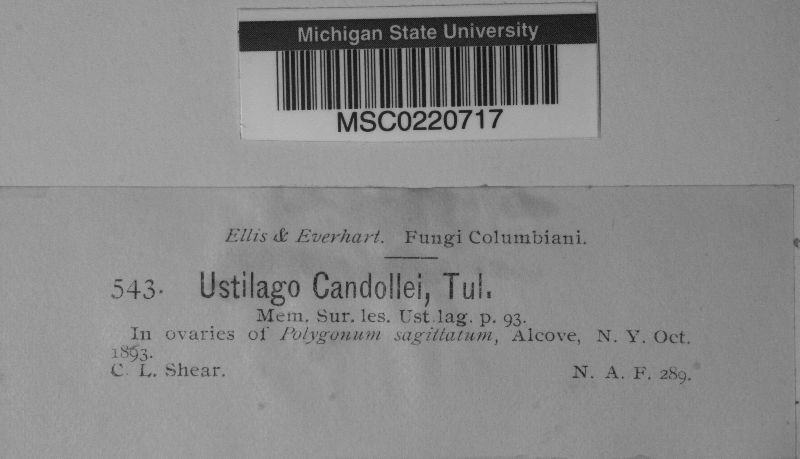 Michigan State University
MSC0220717
Ellis & Everhart. Fungi Columbiani.
543. Ustilago Candollei, Tul.
Mem. Sur. les. Ust lag. p. 93.
In ovaries of Polygonum sagittatum, Alcove, N. Y. Oct.
1893.
C. L. Shear. N. A. F. 289.